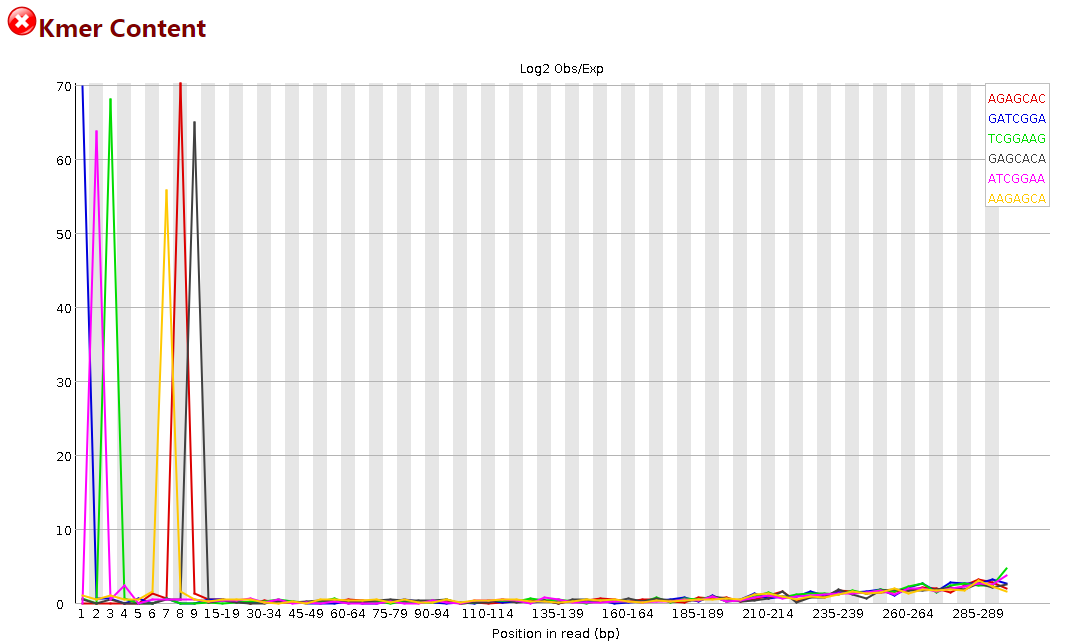 Kmer Content
Log2 Obs/Exp
70
60
50
40
30
20
10
0
AGAGCAC
GATCGGA
TCGGAAG
GAGCACA
ATCGGAA
AAGAGCA
1 2 3 4 5 6 7 8 9 15-19 30-34 45-49 60-64 75-79 90-94 110-114 135-139 160-164 185-189 210-214 235-239 260-264 285-289
Position in read (bp)